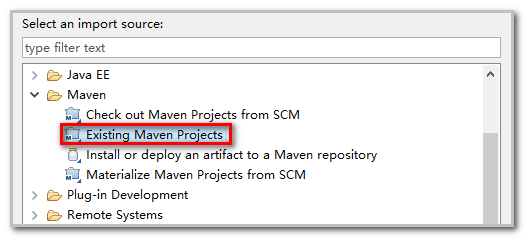 Select an import source:
type filter text
Java EE
Maven
Check out Maven Projects from SCM
Existing Maven Projects
Install or deploy an artifact to a Maven repository
Materialize Maven Projects from SCM
Plug-in Development
Remote Systems